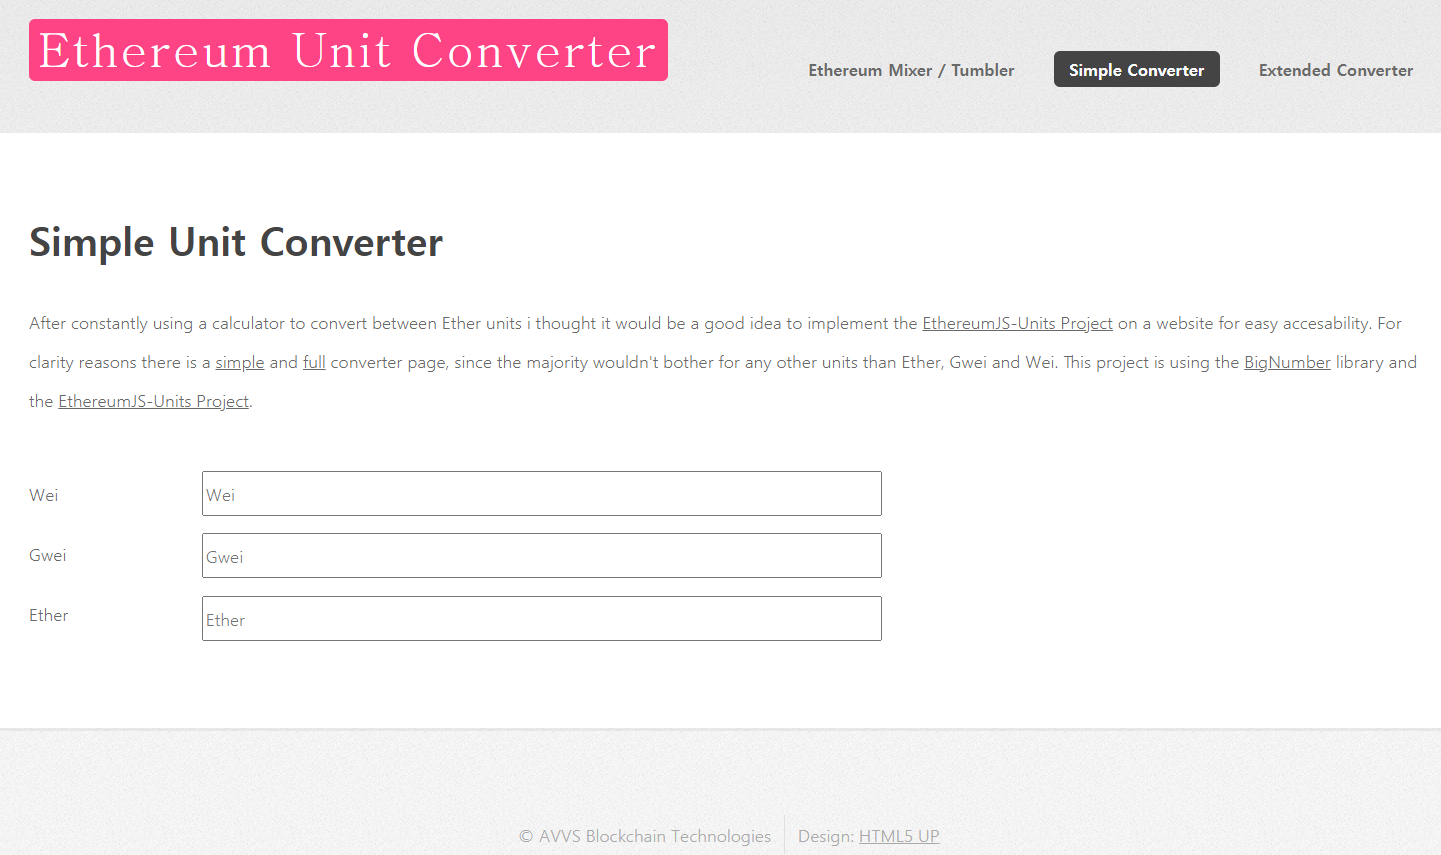 Ethereum Unit Converter
Ethereum Mixer / Tumbler
Simple Converter
Extended Converter
Simple Unit Converter
After constantly using a calculator to convert between Ether units i thought it would be a good idea to implement the EthereumJS-Units Project on a website for easy accesability. For
clarity reasons there is a simple and full converter page, since the majority wouldn't bother for any other units than Ether, Gwei and Wei. This project is using the BigNumber library and
the EthereumJS-Units Project.
Wei
Wei
Gwei
Gwei
Ether
Ether
© AVVS Blockchain Technologies
Design: HTML5 UP